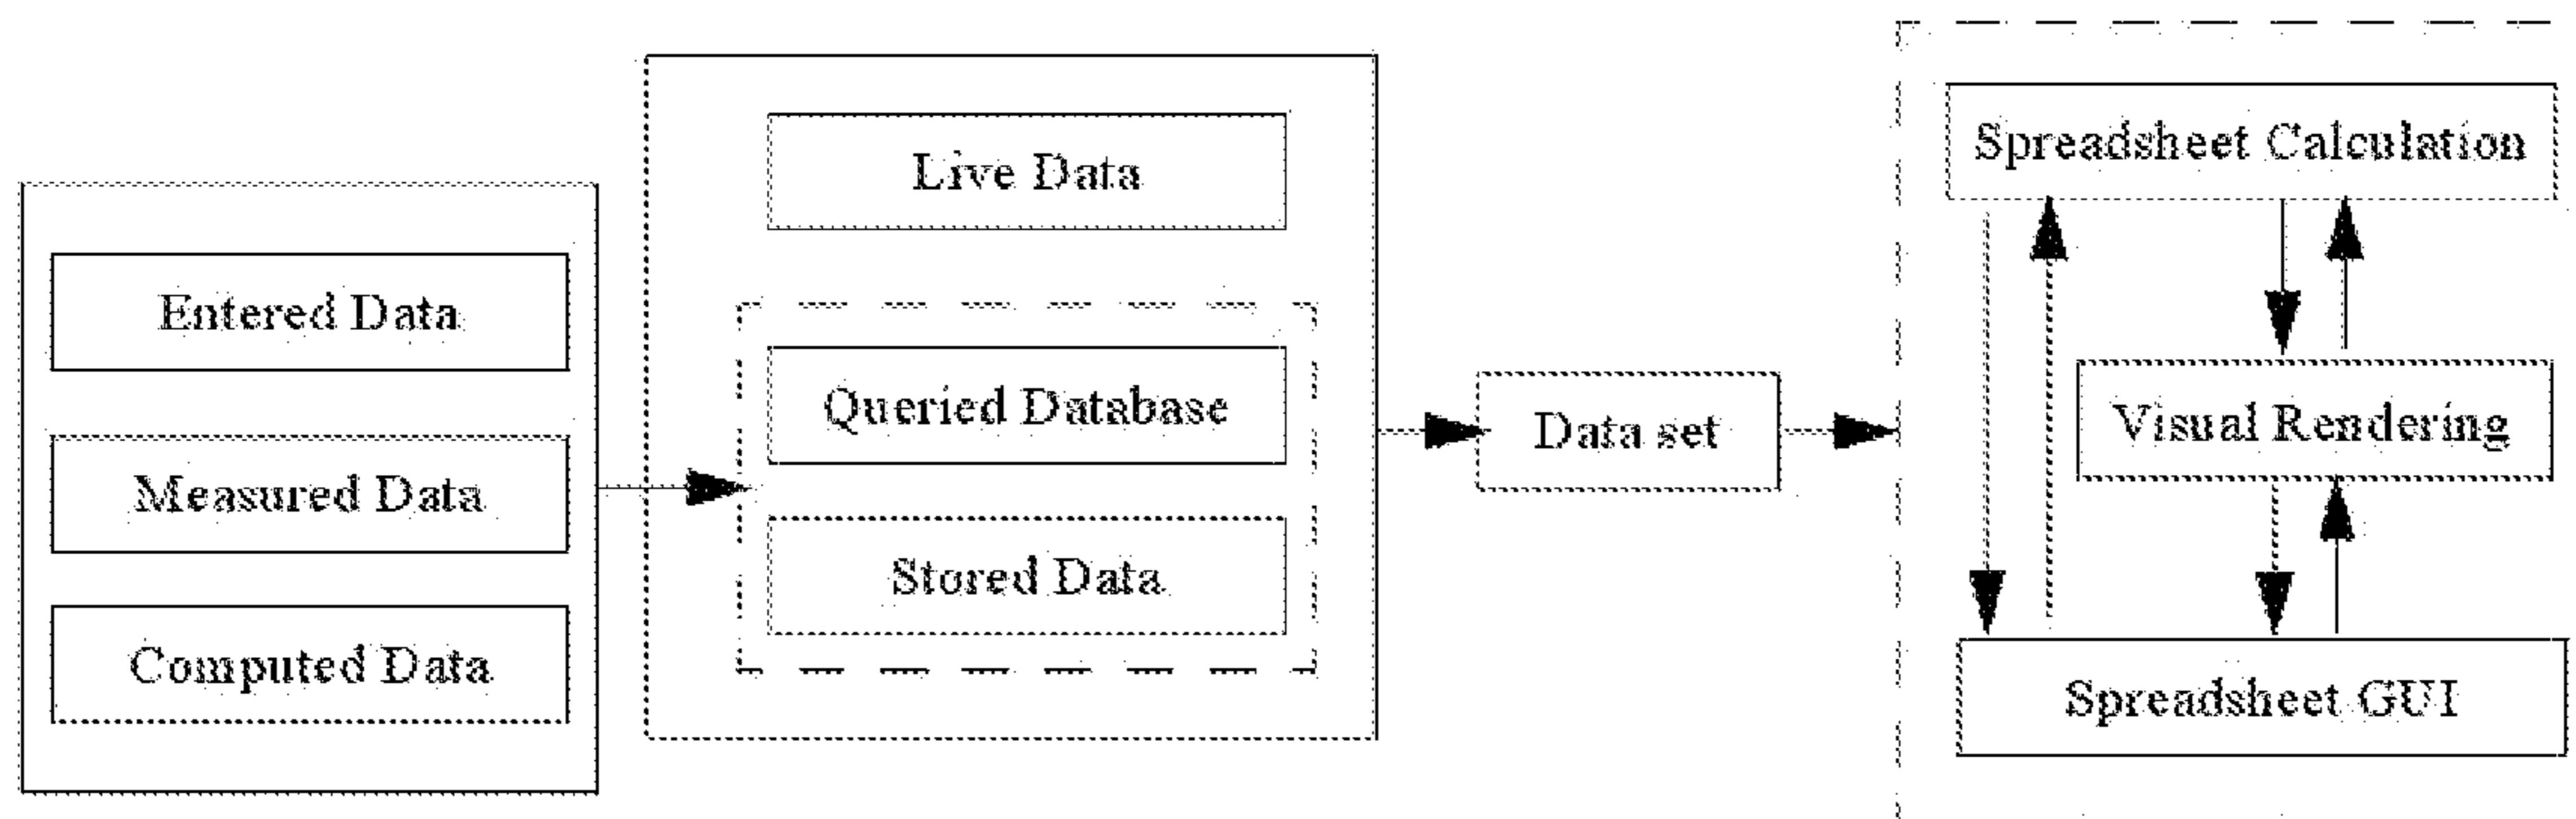 Entered Data
Measured Data
Computed Data
Live Data
Queried Database
Stored Data
Data set
Spreadsheet Calculation
Visual Rendering
Spreadsheet GUI